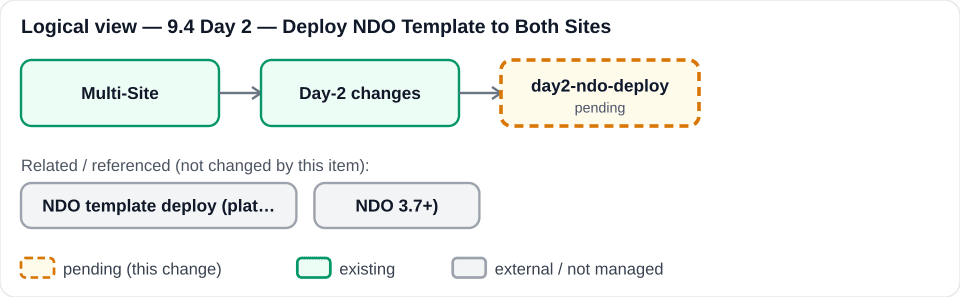 Logical view — 9.4 Day 2 — Deploy NDO Template to Both Sites
Multi-Site
Day-2 changes
day2-ndo-deploy
pending
Related / referenced (not changed by this item):
NDO template deploy (plat…
NDO 3.7+)
pending (this change)
existing
external / not managed